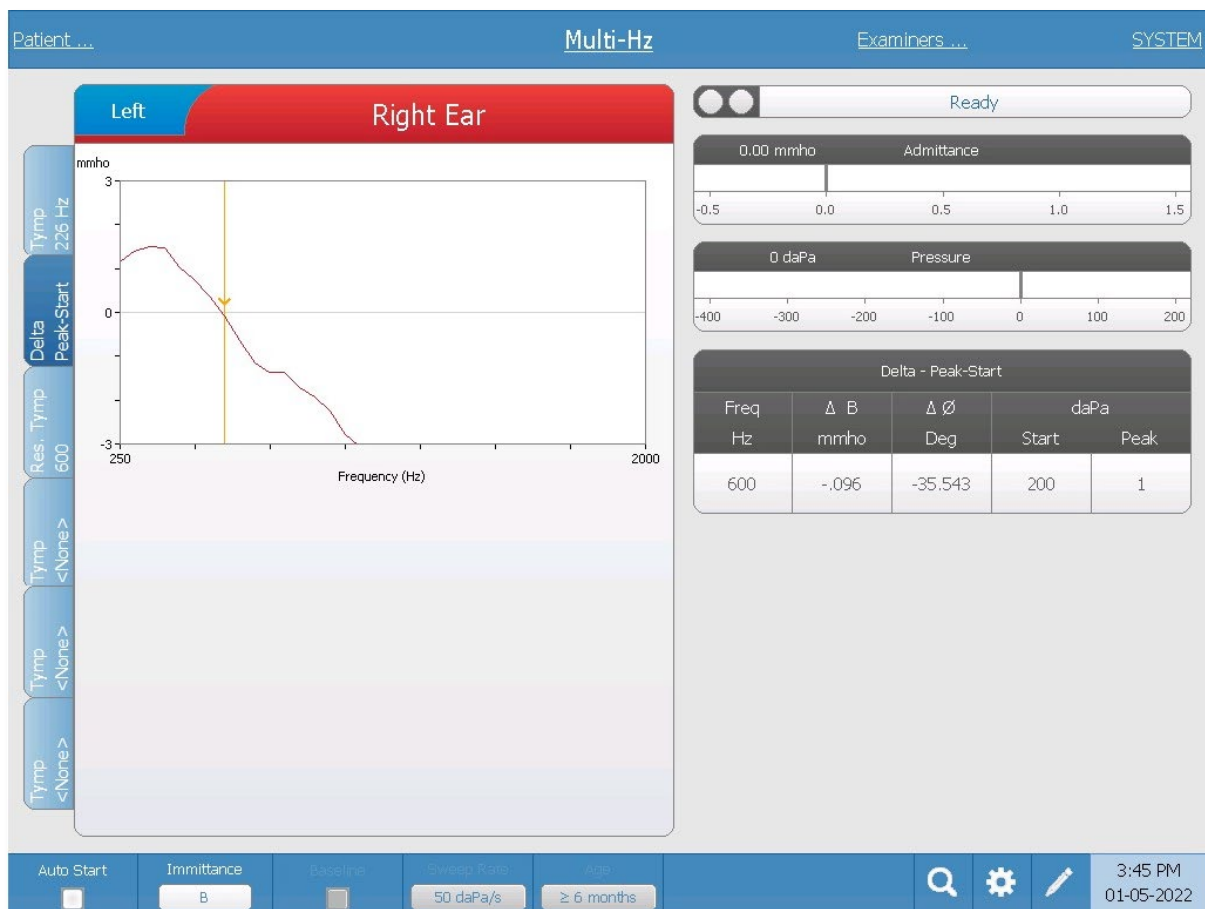 Patient ...
Multi-Hz
Examiners ...
SYSTEM
Left
Right Ear
Tymp
226 Hz
Delta
Peak-Start
Res. Tymp
600
Tymp
<None>
Tymp
<None>
Tymp
<None>
mmho
3
0
-3
250
2000
Frequency (Hz)
Ready
0.00 mmho Admittance
-0.5 0.0 0.5 1.0 1.5
0 daPa Pressure
-400 -300 -200 -100 0 100 200
Delta - Peak-Start
Freq Δ B Δ Ø daPa
Hz mmho Deg Start Peak
600 -.096 -35.543 200 1
Auto Start
Immittance
B
Baseline
Sweep Rate
50 daPa/s
Age
≥ 6 months
3:45 PM
01-05-2022